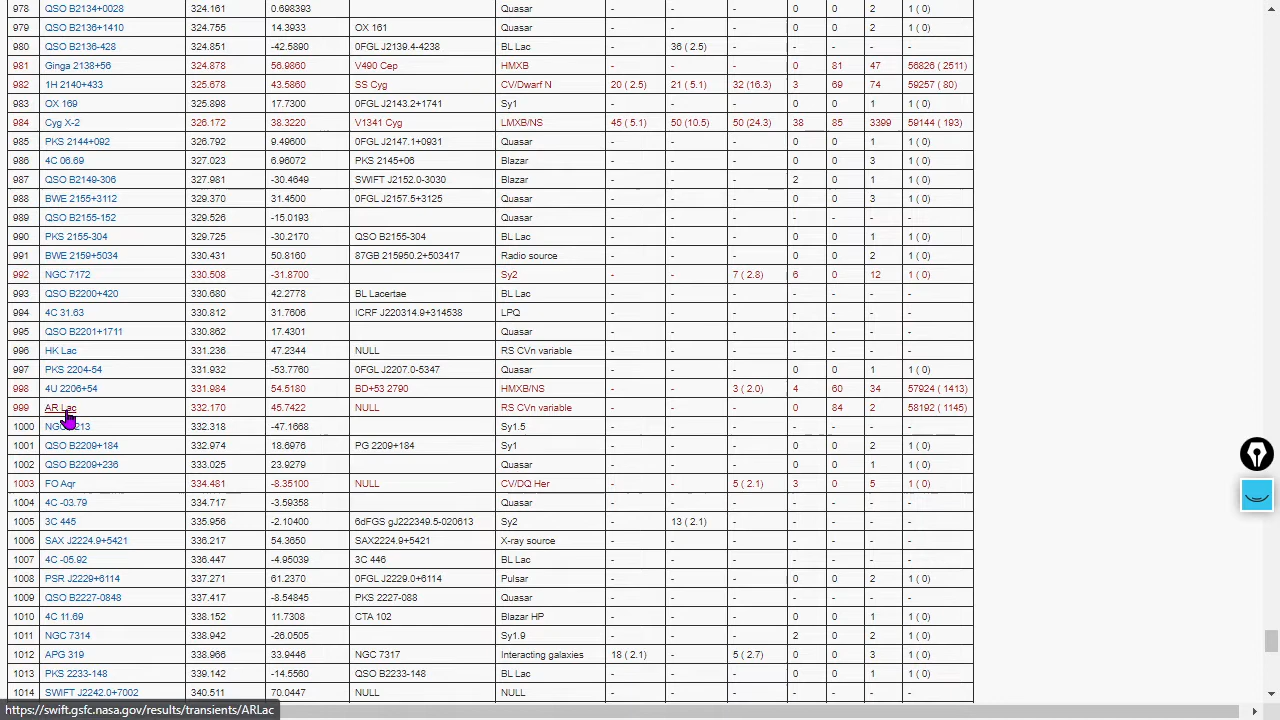 978 QSO B2134+0028 324.161 0.698393 Quasar - - - 0 0 2 1 ( 0)
979 QSO B2136+1410 324.755 14.3933 OX 161 Quasar - - - 0 0 2 1 ( 0)
980 QSO B2136-428 324.851 -42.5890 0FGL J2139.4-4238 BL Lac - 36 ( 2.5) - - - - -
981 Ginga 2138+56 324.878 56.9860 V490 Cep HMXB - - - 0 81 47 56826 ( 2511)
982 1H 2140+433 325.678 43.5860 SS Cyg CV/Dwarf N 20 ( 2.5) 21 ( 5.1) 32 (16.3) 3 69 74 59257 ( 80)
983 OX 169 325.898 17.7300 0FGL J2143.2+1741 Sy1 - - - 0 0 1 1 ( 0)
984 Cyg X-2 326.172 38.3220 V1341 Cyg LMXB/NS 45 ( 5.1) 50 (10.5) 50 (24.3) 38 85 3399 59144 ( 193)
985 PKS 2144+092 326.792 9.49600 0FGL J2147.1+0931 Quasar - - - 0 0 1 1 ( 0)
986 4C 06.69 327.023 6.96072 PKS 2145+06 Blazar - - - 0 0 3 1 ( 0)
987 QSO B2149-306 327.981 -30.4649 SWIFT J2152.0-3030 Blazar - - - 2 0 1 1 ( 0)
988 BWE 2155+3112 329.370 31.4500 0FGL J2157.5+3125 Quasar - - - 0 0 3 1 ( 0)
989 QSO B2155-152 329.526 -15.0193 Quasar - - - - - - -
990 PKS 2155-304 329.725 -30.2170 QSO B2155-304 BL Lac - - - 0 0 1 1 ( 0)
991 BWE 2159+5034 330.431 50.8160 87GB 215950.2+503417 Radio source - - - 0 0 2 1 ( 0)
992 NGC 7172 330.508 -31.8700 Sy2 - - 7 ( 2.8) 6 0 12 1 ( 0)
993 QSO B2200+420 330.680 42.2778 BL Lacertae BL Lac - - - - - - -
994 4C 31.63 330.812 31.7606 ICRF J220314.9+314538 LPQ - - - - - - -
995 QSO B2201+1711 330.862 17.4301 Quasar - - - - - - -
996 HK Lac 331.236 47.2344 NULL RS CVn variable - - - - - - -
997 PKS 2204-54 331.932 -53.7760 0FGL J2207.0-5347 Quasar - - - 0 0 1 1 ( 0)
998 4U 2206+54 331.984 54.5180 BD+53 2790 HMXB/NS - - 3 ( 2.0) 4 60 34 57924 ( 1413)
999 AR Lac 332.170 45.7422 NULL RS CVn variable - - - 0 84 2 58192 ( 1145)
1000 213 332.318 -47.1668 Sy1.5 - - - - - - -
1001 QSO B2209+184 332.974 18.6976 PG 2209+184 Sy1 - - - 0 0 2 1 ( 0)
1002 QSO B2209+236 333.025 23.9279 Quasar - - - 0 0 1 1 ( 0)
1003 FO Aqr 334.481 -8.35100 NULL CV/DQ Her - - 5 ( 2.1) 3 0 5 1 ( 0)
1004 4C -03.79 334.717 -3.59358 Quasar - - - - - - -
1005 3C 445 335.956 -2.10400 6dFGS gJ222349.5-020613 Sy2 - 13 ( 2.1) - - - - -
1006 SAX J2224.9+5421 336.217 54.3650 SAX2224.9+5421 X-ray source - - - - - - -
1007 4C -05.92 336.447 -4.95039 3C 446 BL Lac - - - - - - -
1008 PSR J2229+6114 337.271 61.2370 0FGL J2229.0+6114 Pulsar - - - 0 0 2 1 ( 0)
1009 QSO B2227-0848 337.417 -8.54845 PKS 2227-088 Quasar - - - - - - -
1010 4C 11.69 338.152 11.7308 CTA 102 Blazar HP - - - 0 0 1 1 ( 0)
1011 NGC 7314 338.942 -26.0505 Sy1.9 - - - 2 0 2 1 ( 0)
1012 APG 319 338.966 33.9446 NGC 7317 Interacting galaxies 18 ( 2.1) - 5 ( 2.7) 0 0 3 1 ( 0)
1013 PKS 2233-148 339.142 -14.5560 QSO B2233-148 BL Lac - - - 0 0 1 1 ( 0)
1014 SWIFT J2242.0+7002 340.511 70.0447 NULL NULL - - - - - - -
https://swift.gsfc.nasa.gov/results/transients/ARLac